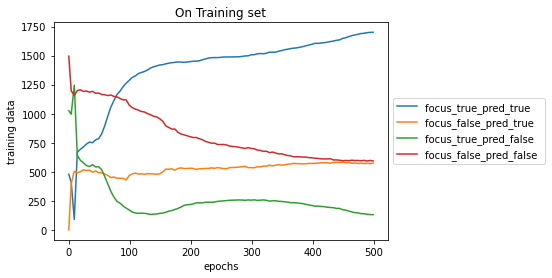 On Training set
1750
1500
1250
1000
750
500
250
0
training data
0
100
200
300
400
500
epochs
focus_true_pred_true
focus_false_pred_true
focus_true_pred_false
focus_false_pred_false